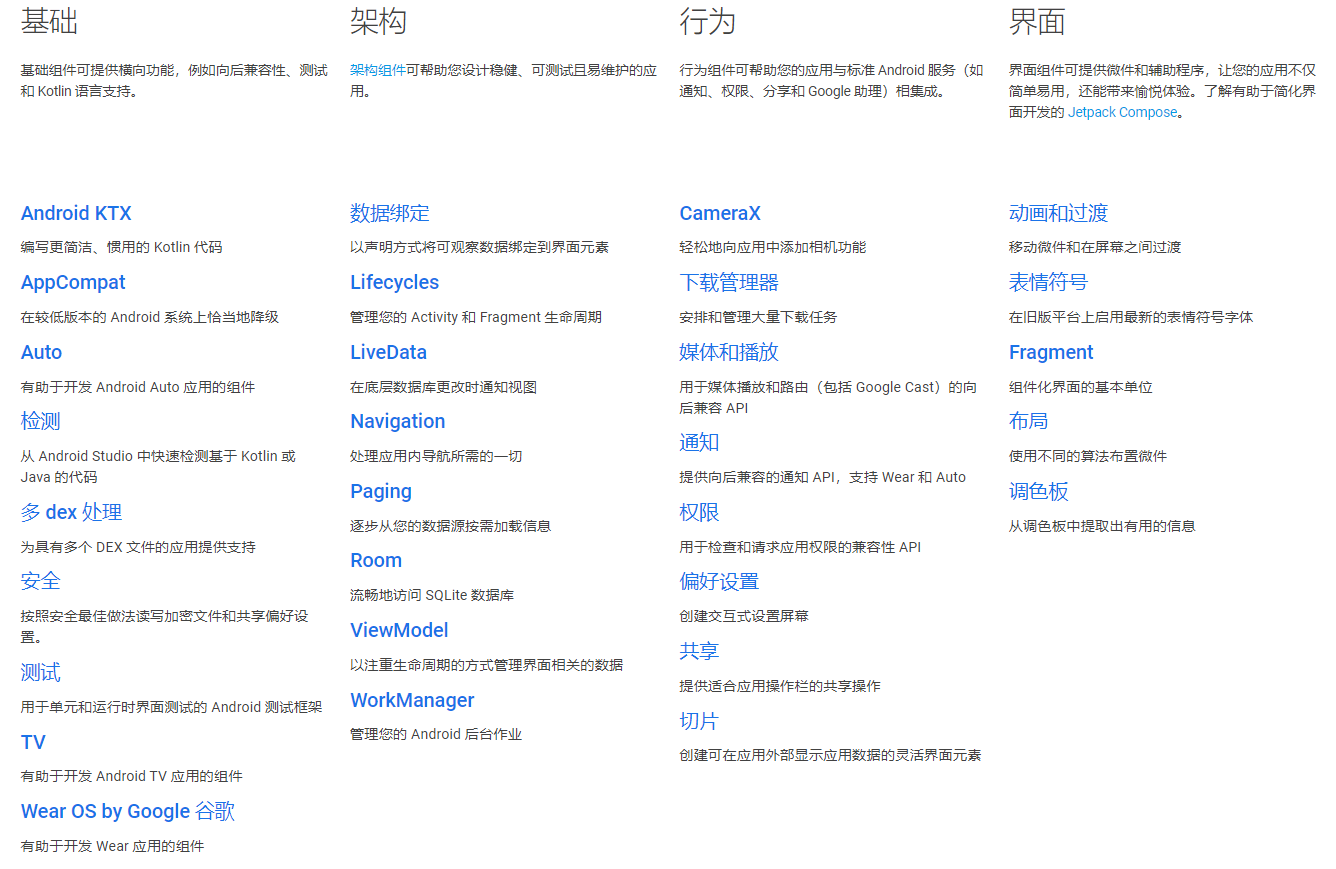 基础
基础组件可提供横向功能，例如向后兼容性、测试
和 Kotlin 语言支持。
Android KTX
编写更简洁、惯用的 Kotlin 代码
AppCompat
在较低版本的 Android 系统上恰当地降级
Auto
有助于开发 Android Auto 应用的组件
检测
从 Android Studio 中快速检测基于 Kotlin 或
Java 的代码
多 dex 处理
为具有多个 DEX 文件的应用提供支持
安全
按照安全最佳做法读写加密文件和共享偏好设
置。
测试
用于单元和运行时界面测试的 Android 测试框架
TV
有助于开发 Android TV 应用的组件
Wear OS by Google 谷歌
有助于开发 Wear 应用的组件
架构
架构组件可帮助您设计稳健、可测试且易维护的应
用。
数据绑定
以声明方式将可观察数据绑定到界面元素
Lifecycles
管理您的 Activity 和 Fragment 生命周期
LiveData
在底层数据库更改时通知视图
Navigation
处理应用内导航所需的一切
Paging
逐步从您的数据源按需加载信息
Room
流畅地访问 SQLite 数据库
ViewModel
以注重生命周期的方式管理界面相关的数据
WorkManager
管理您的 Android 后台作业
行为
行为组件可帮助您的应用与标准 Android 服务（如
通知、权限、分享和 Google 助理）相集成。
CameraX
轻松地向应用中添加相机功能
下载管理器
安排和管理大量下载任务
媒体和播放
用于媒体播放和路由（包括 Google Cast）的向
后兼容 API
通知
提供向后兼容的通知 API，支持 Wear 和 Auto
权限
用于检查和请求应用权限的兼容性 API
偏好设置
创建交互式设置屏幕
共享
提供适合应用操作栏的共享操作
切片
创建可在应用外部显示应用数据的灵活界面元素
界面
界面组件可提供微件和辅助程序，让您的应用不仅
简单易用，还能带来愉悦体验。了解有助于简化界
面开发的 Jetpack Compose。
动画和过渡
移动微件和在屏幕之间过渡
表情符号
在旧版平台上启用最新的表情符号字体
Fragment
组件化界面的基本单位
布局
使用不同的算法布置微件
调色板
从调色板中提取出有用的信息